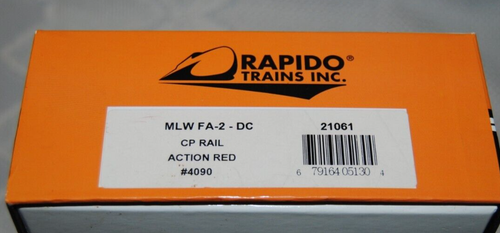 RAPIDO®
TRAINS INC.
MLW FA-2 - DC
21061
CP RAIL
ACTION RED
#4090
6 79164 05130 4